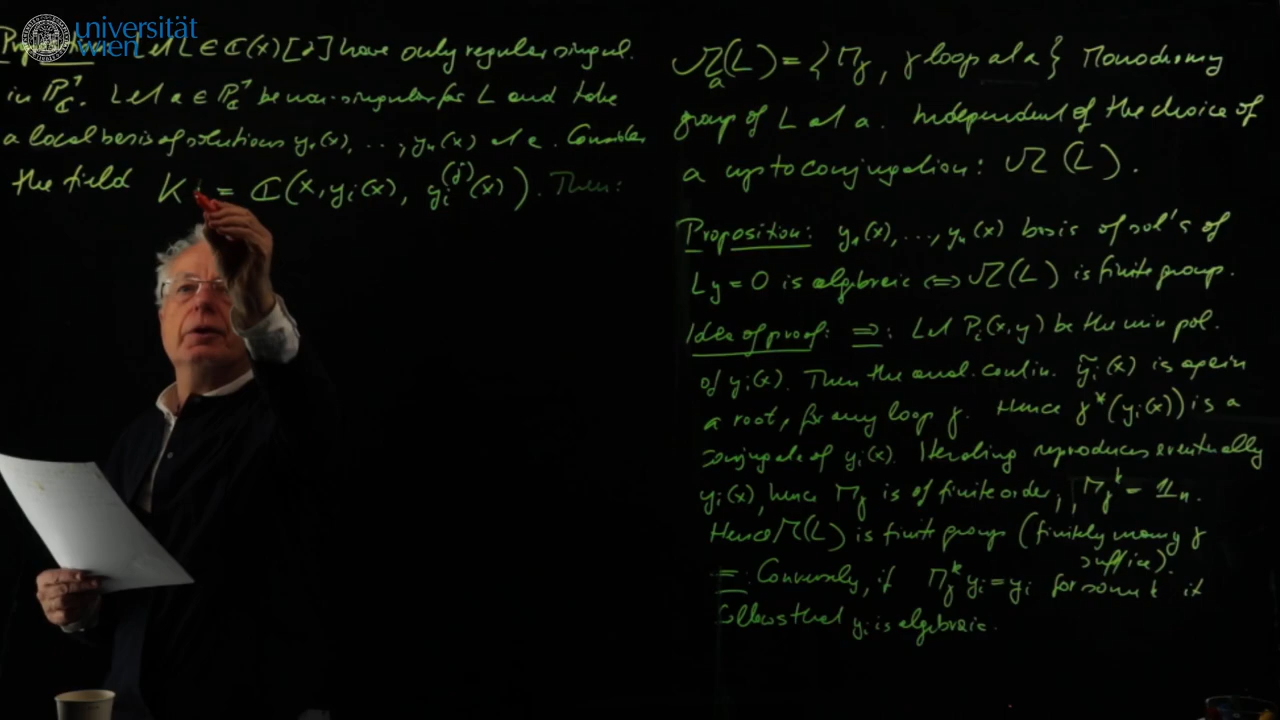 universität
wien
Proposition: Let L ∈ ℂ(x)[∂] have only regular singul.
in ℙ¹_ℂ. Let a ∈ ℙ¹_ℂ be non-singular for L and take
a local basis of solutions y₁(x), ..., yₙ(x) at a. Consider
the field K = ℂ(x, yᵢ(x), yᵢ^(j)(x)). Then:
𝓜ₐ(L) = {M_γ, γ loop at a} Monodromy
group of L at a. Independent of the choice of
a up to conjugation: 𝓜(L).
Proposition: y₁(x), ..., yₙ(x) basis of sol's of
Ly = 0 is algebraic ⟺ 𝓜(L) is finite group.
Idea of proof: ⇒: Let Pᵢ(x,y) be the min pol.
of yᵢ(x). Then the anal. contin. ỹᵢ(x) is again
a root, for any loop γ. Hence γ*(yᵢ(x)) is a
conjugate of yᵢ(x). Iterating reproduces eventually
yᵢ(x), hence M_γ is of finite order, M_γ^k = 𝟙ₙ.
Hence M(L) is finite group (finitely many γ
suffice).
⇐: Conversely, if M_γ^k yᵢ = yᵢ for some k it
follows that yᵢ is algebraic.